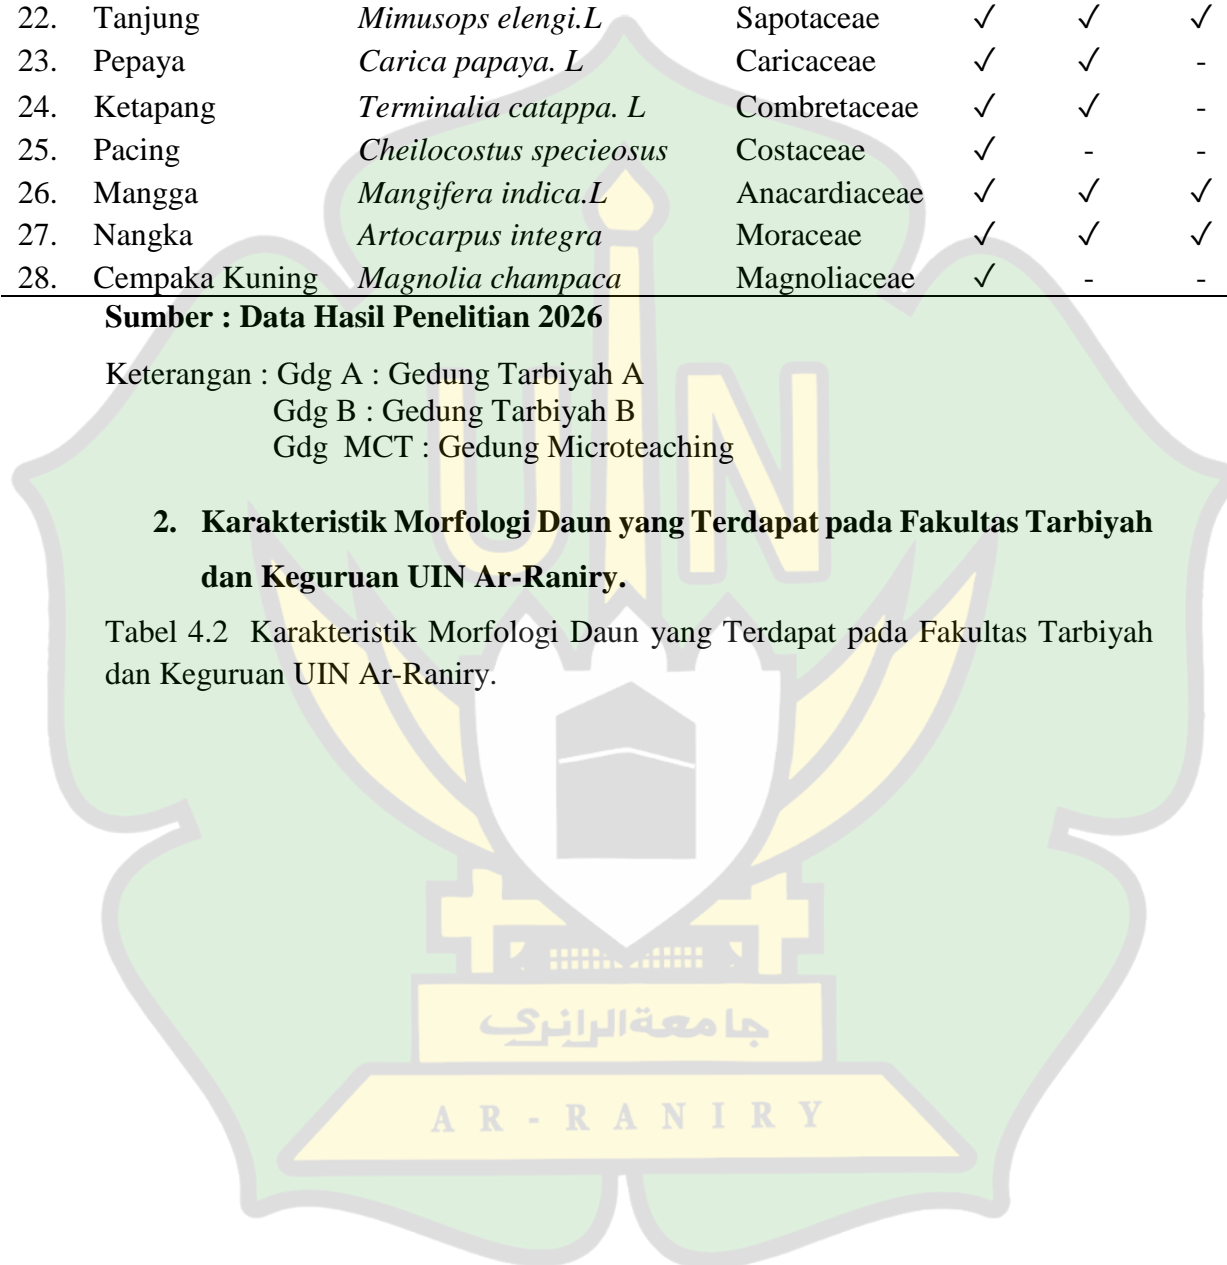 22. Tanjung Mimusops elengi.L Sapotaceae ✓ ✓ ✓
23. Pepaya Carica papaya. L Caricaceae ✓ ✓ -
24. Ketapang Terminalia catappa. L Combretaceae ✓ ✓ -
25. Pacing Cheilocostus specieosus Costaceae ✓ - -
26. Mangga Mangifera indica.L Anacardiaceae ✓ ✓ ✓
27. Nangka Artocarpus integra Moraceae ✓ ✓ ✓
28. Cempaka Kuning Magnolia champaca Magnoliaceae ✓ - -
Sumber : Data Hasil Penelitian 2026
Keterangan : Gdg A : Gedung Tarbiyah A
Gdg B : Gedung Tarbiyah B
Gdg MCT : Gedung Microteaching
UIN
2. Karakteristik Morfologi Daun yang Terdapat pada Fakultas Tarbiyah
dan Keguruan UIN Ar-Raniry.
Tabel 4.2 Karakteristik Morfologi Daun yang Terdapat pada Fakultas Tarbiyah
dan Keguruan UIN Ar-Raniry.
جامعةالرانري
AR-RANIRY